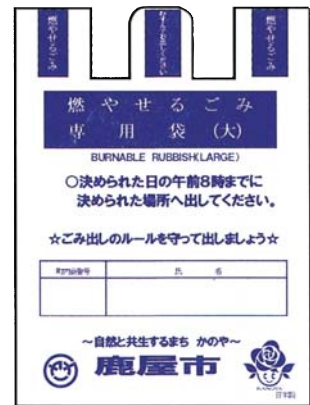 燃やせるごみ
燃やせるごみ
燃やせるごみ
専用袋(大)
BURNABLE RUBBISH(LARGE)
○決められた日の午前8時までに
決められた場所へ出してください。
☆ごみ出しのルールを守って出しましょう☆
氏名
~自然と共生するまち かのや~
鹿屋市
KANOYA
日本製